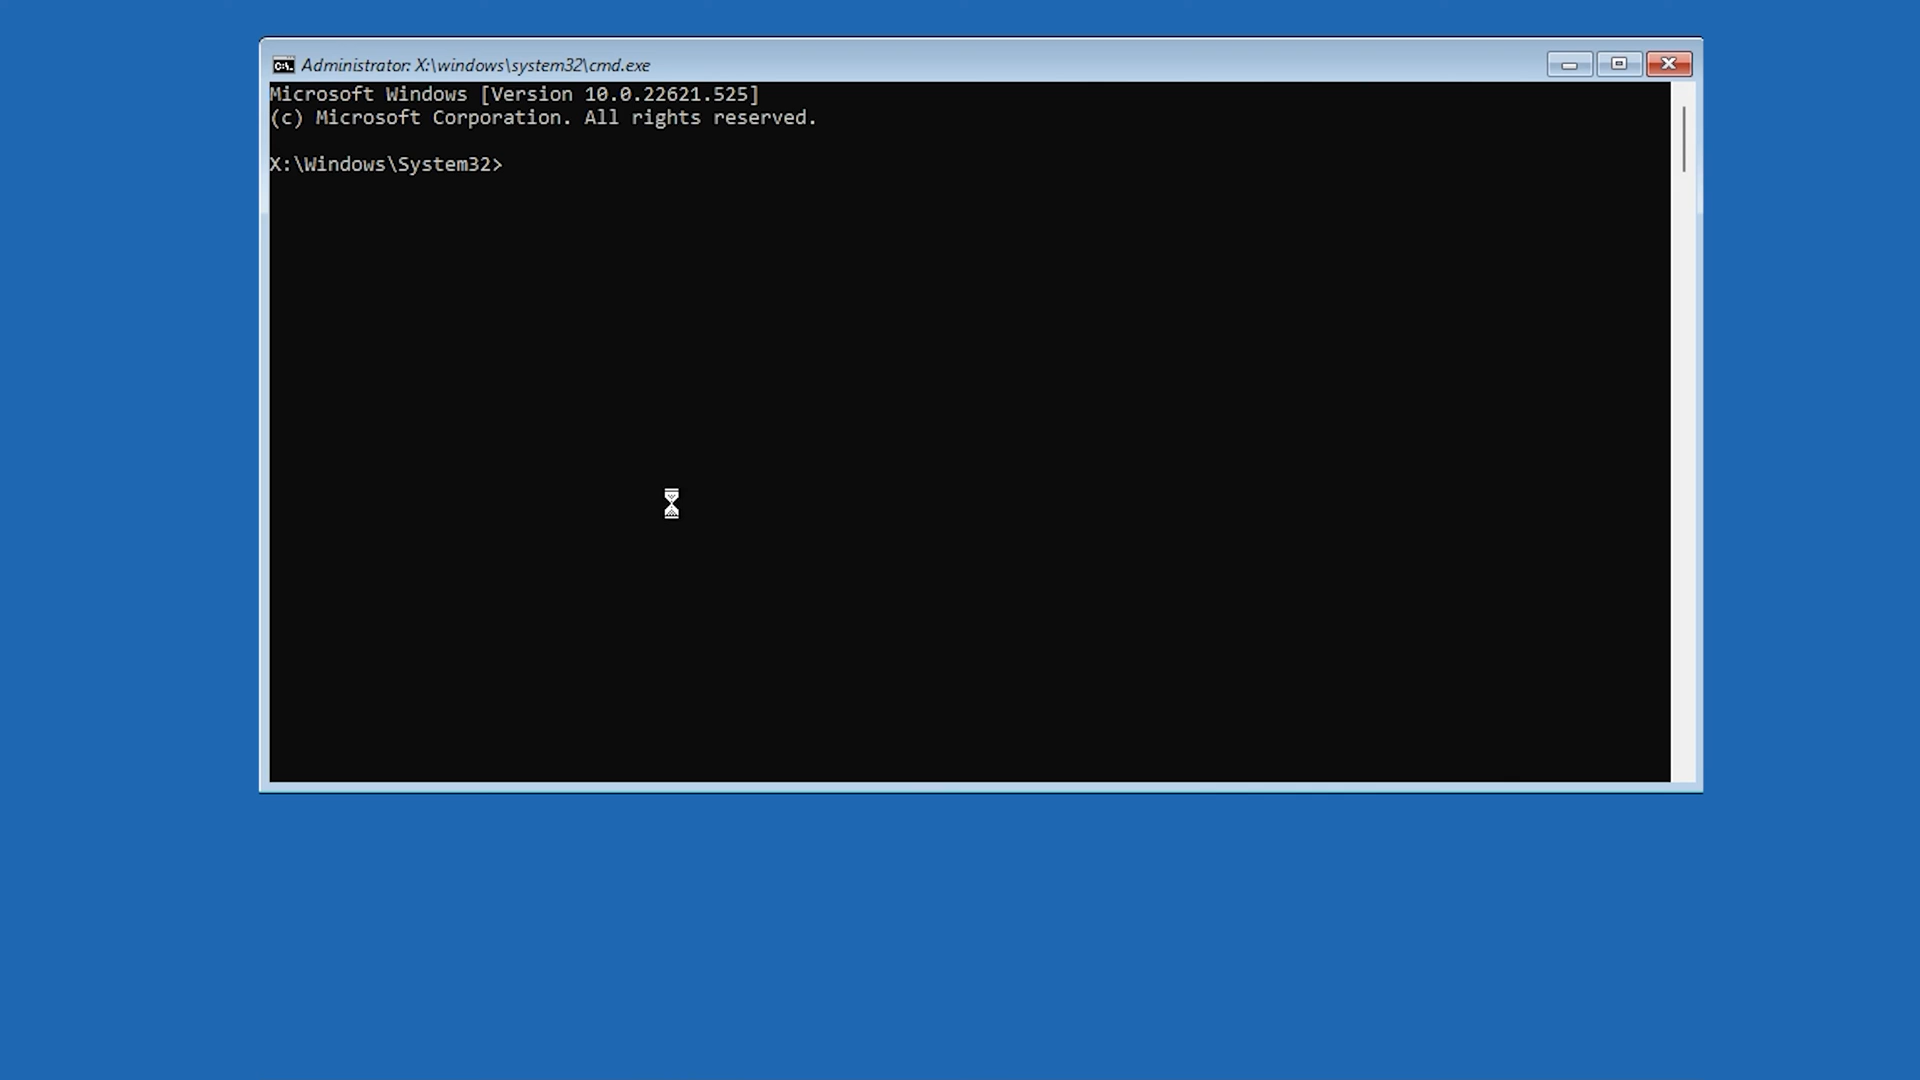 Administrator: X:\windows\system32\cmd.exe
Microsoft Windows [Version 10.0.22621.525]
(c) Microsoft Corporation. All rights reserved.
X:\Windows\System32>